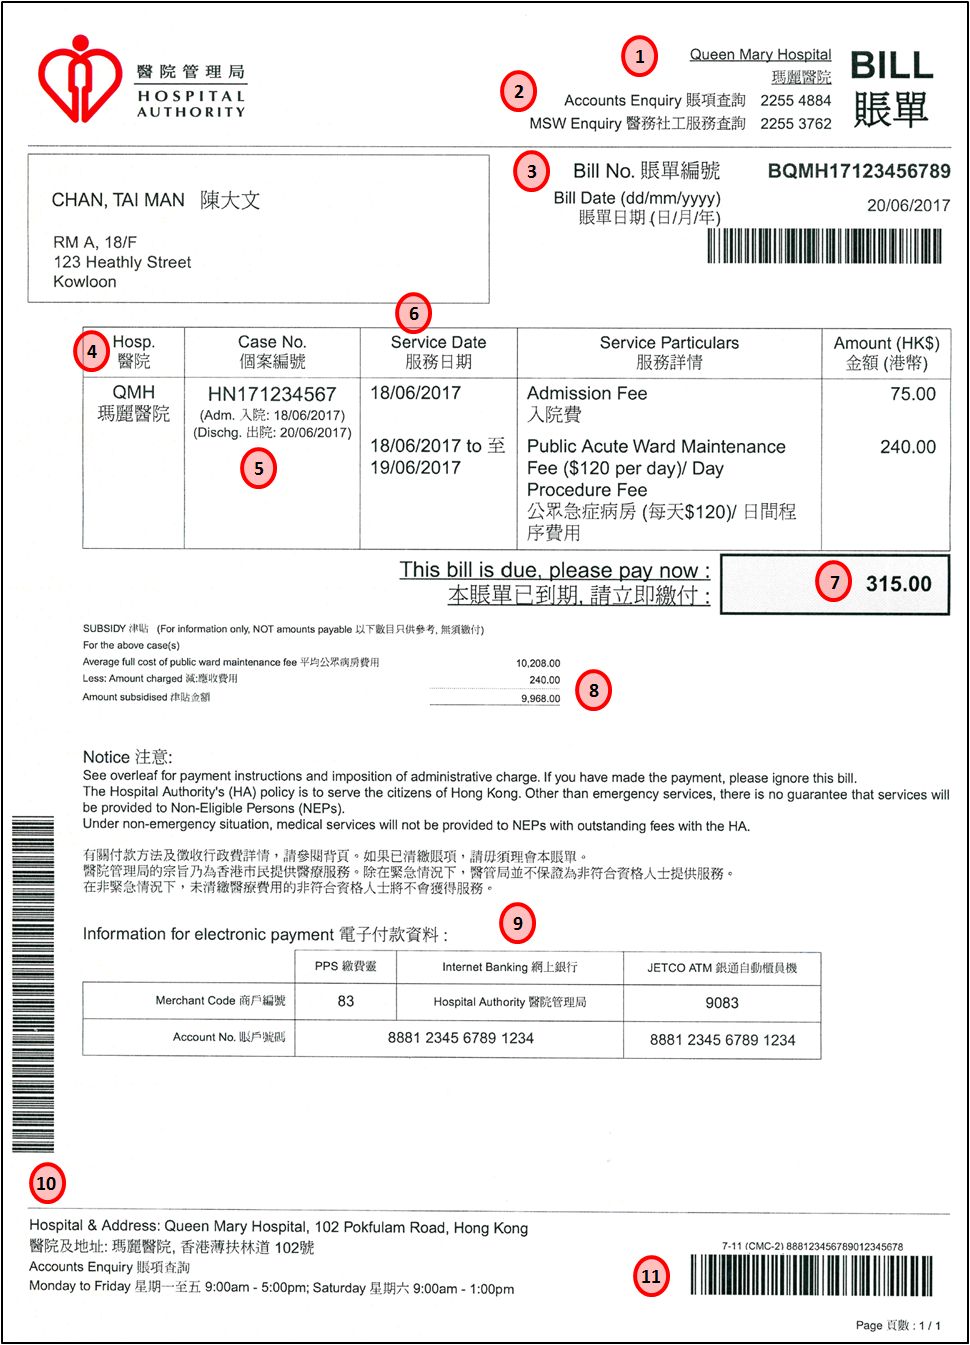 醫院管理局
HOSPITAL
AUTHORITY
1
Queen Mary Hospital
瑪麗醫院
2
Accounts Enquiry 賬項查詢 2255 4884
MSW Enquiry 醫務社工服務查詢 2255 3762
BILL
賬單
CHAN, TAI MAN 陳大文
RM A, 18/F
123 Heathly Street
Kowloon
3
Bill No. 賬單編號 BQMH17123456789
Bill Date (dd/mm/yyyy) 20/06/2017
賬單日期 (日/月/年)
6
4
Hosp. Case No. Service Date Service Particulars Amount (HK$)
醫院 個案編號 服務日期 服務詳情 金額 (港幣)
QMH HN171234567 18/06/2017 Admission Fee 75.00
瑪麗醫院 (Adm. 入院: 18/06/2017) 入院費
(Dischg. 出院: 20/06/2017)
18/06/2017 to 至 Public Acute Ward Maintenance 240.00
19/06/2017 Fee ($120 per day)/ Day
5
Procedure Fee
公眾急症病房 (每天$120)/ 日間程
序費用
This bill is due, please pay now :
本賬單已到期, 請立即繳付 :
7
315.00
SUBSIDY 津貼 (For information only, NOT amounts payable 以下數目只供參考, 無須繳付)
For the above case(s)
Average full cost of public ward maintenance fee 平均公眾病房費用 10,208.00
Less: Amount charged 減:應收費用 240.00
Amount subsidised 津貼金額 9,968.00
8
Notice 注意:
See overleaf for payment instructions and imposition of administrative charge. If you have made the payment, please ignore this bill.
The Hospital Authority's (HA) policy is to serve the citizens of Hong Kong. Other than emergency services, there is no guarantee that services will
be provided to Non-Eligible Persons (NEPs).
Under non-emergency situation, medical services will not be provided to NEPs with outstanding fees with the HA.
有關付款方法及徵收行政費詳情，請參閱背頁。如果已清繳賬項，請毋須理會本賬單。
醫院管理局的宗旨乃為香港市民提供醫療服務。除在緊急情況下，醫管局並不保證為非符合資格人士提供服務。
在非緊急情況下，未清繳醫療費用的非符合資格人士將不會獲得服務。
9
Information for electronic payment 電子付款資料 :
PPS 繳費靈 Internet Banking 網上銀行 JETCO ATM 銀通自動櫃員機
Merchant Code 商戶編號 83 Hospital Authority 醫院管理局 9083
Account No. 賬戶號碼 8881 2345 6789 1234 8881 2345 6789 1234
10
Hospital & Address: Queen Mary Hospital, 102 Pokfulam Road, Hong Kong
醫院及地址: 瑪麗醫院, 香港薄扶林道 102號
Accounts Enquiry 賬項查詢
Monday to Friday 星期一至五 9:00am - 5:00pm; Saturday 星期六 9:00am - 1:00pm
7-11 (CMC-2) 888123456789012345678
11
Page 頁數 : 1 / 1